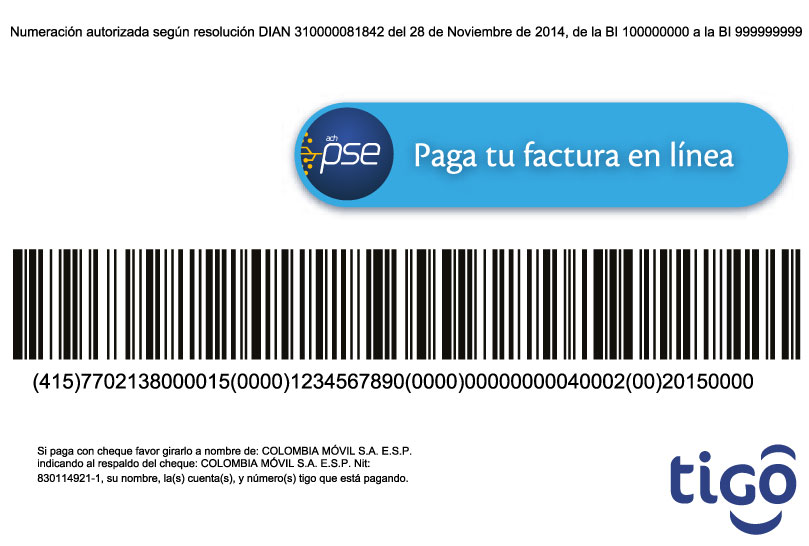 Numeración autorizada según resolución DIAN 310000081842 del 28 de Noviembre de 2014, de la BI 100000000 a la BI 999999999
ach
pse
Paga tu factura en línea
(415)7702138000015(0000)1234567890(0000)00000000040002(00)20150000
Si paga con cheque favor girarlo a nombre de: COLOMBIA MÓVIL S.A. E.S.P.
indicando al respaldo del cheque: COLOMBIA MÓVIL S.A. E.S.P. Nit:
830114921-1, su nombre, la(s) cuenta(s), y número(s) tigo que está pagando.
tigo